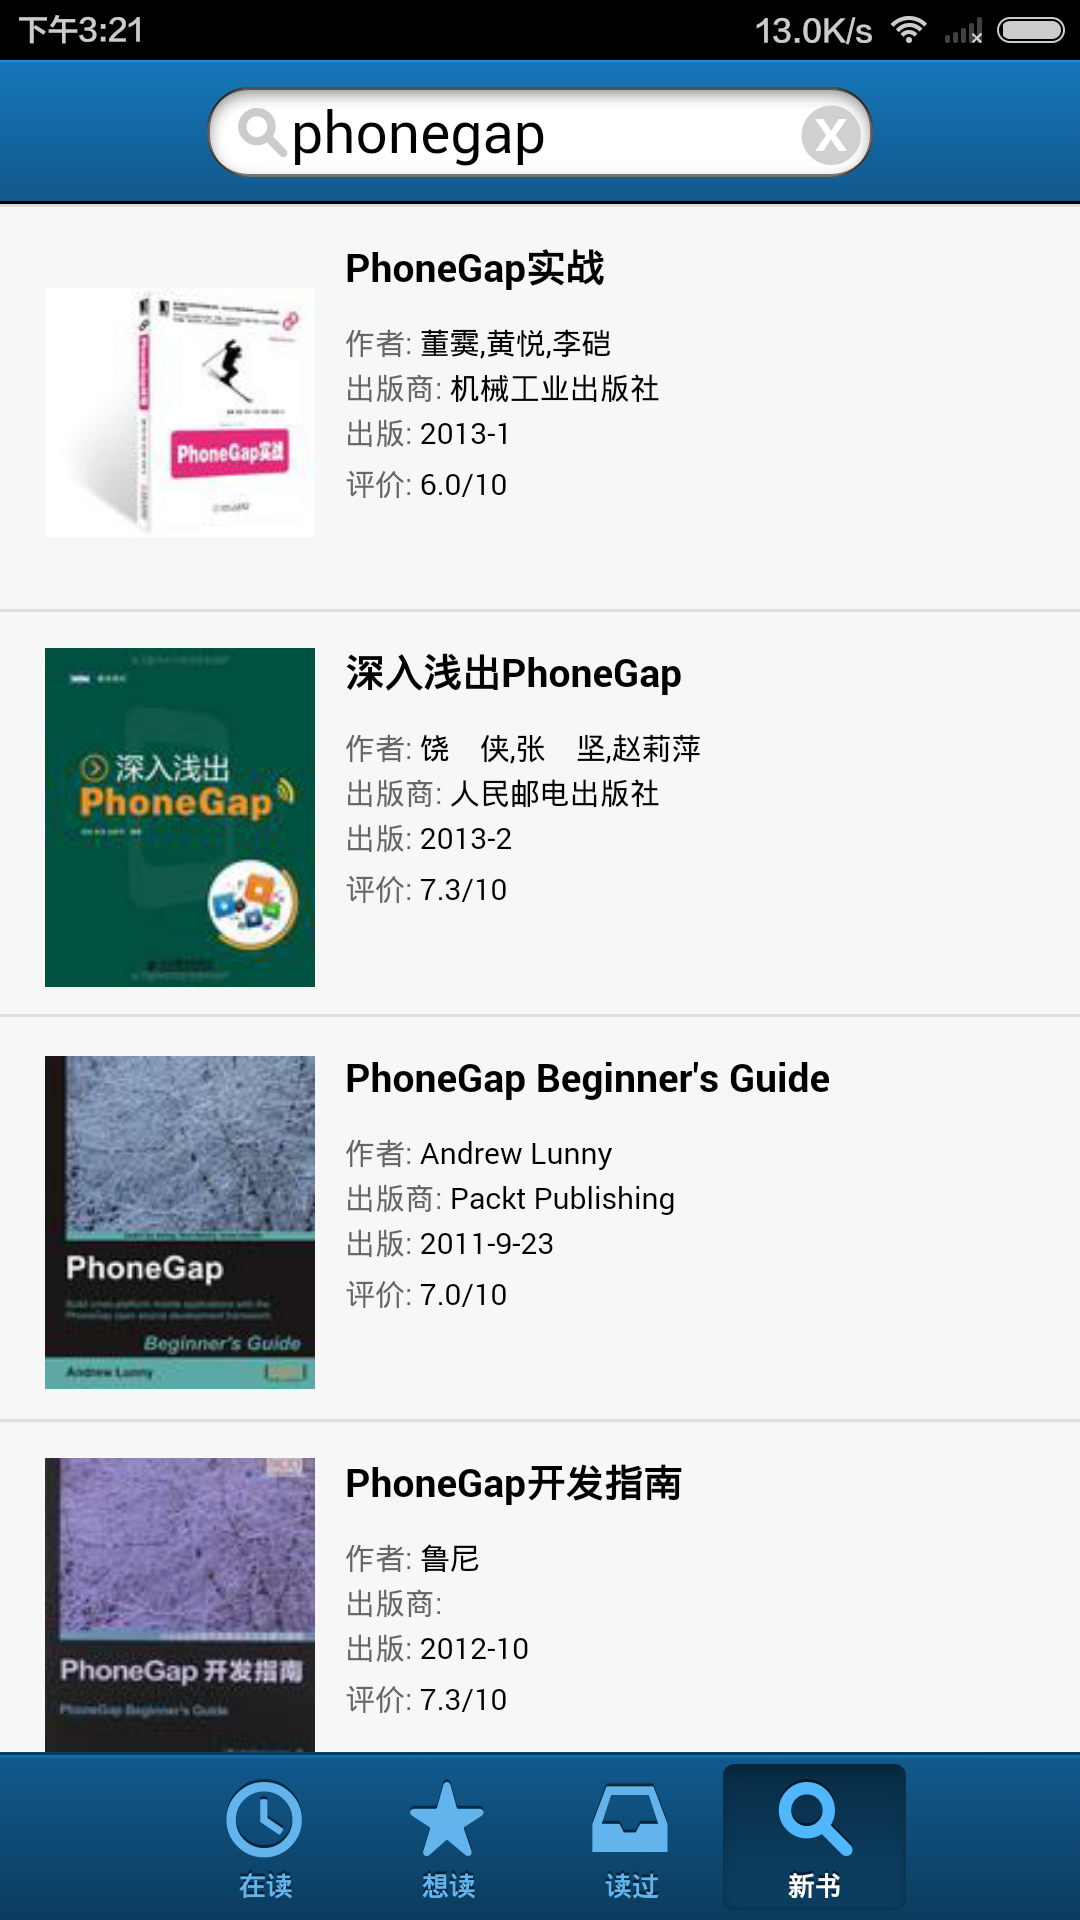 下午3:21
13.0K/s
phonegap
X
PhoneGap实战
作者: 董霙,黄悦,李硙
出版商: 机械工业出版社
出版: 2013-1
评价: 6.0/10
PhoneGap实战
深入浅出PhoneGap
作者: 饶　侠,张　坚,赵莉萍
出版商: 人民邮电出版社
出版: 2013-2
评价: 7.3/10
深入浅出
PhoneGap
PhoneGap Beginner's Guide
作者: Andrew Lunny
出版商: Packt Publishing
出版: 2011-9-23
评价: 7.0/10
PhoneGap
Beginner's Guide
Andrew Lunny
PhoneGap开发指南
作者: 鲁尼
出版商:
出版: 2012-10
评价: 7.3/10
PhoneGap 开发指南
PhoneGap Beginner's Guide
在读
想读
读过
新书